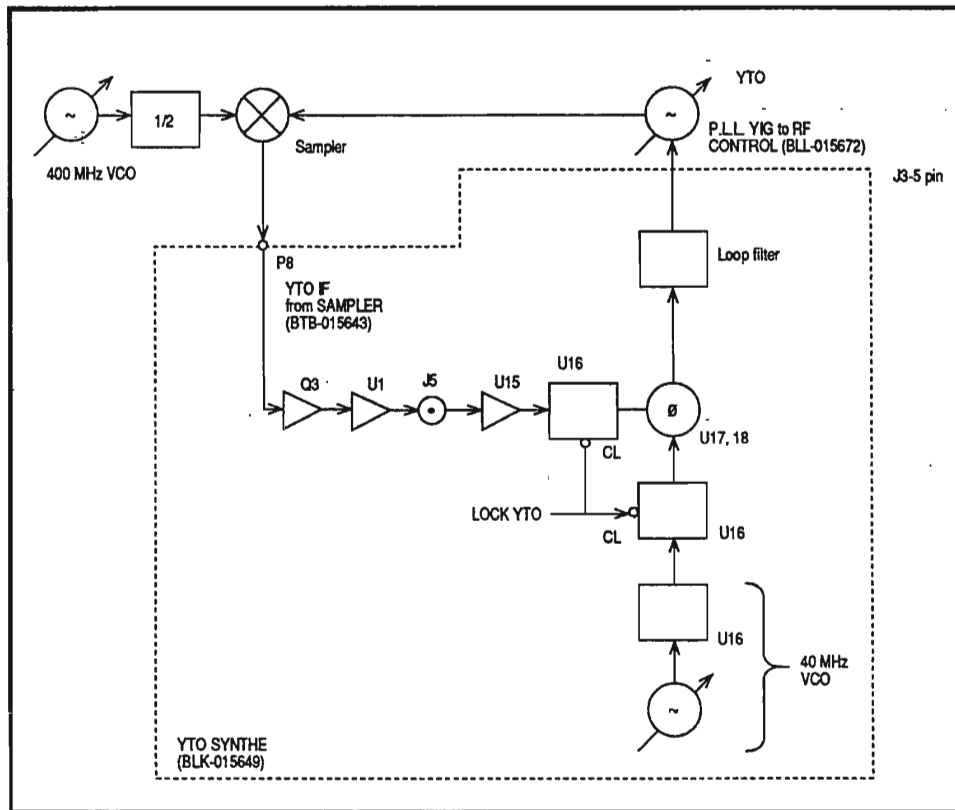 YTO
~
1/2
~
Sampler
P.L.L. YIG to RF
CONTROL (BLL-015672)
400 MHz VCO
J3-5 pin
Loop filter
P8
YTO IF
from SAMPLER
(BTB-015643)
Q3
U1
J5
U15
U16
ø
U17, 18
CL
LOCK YTO
CL
U16
U16
40 MHz
VCO
~
YTO SYNTHE
(BLK-015649)